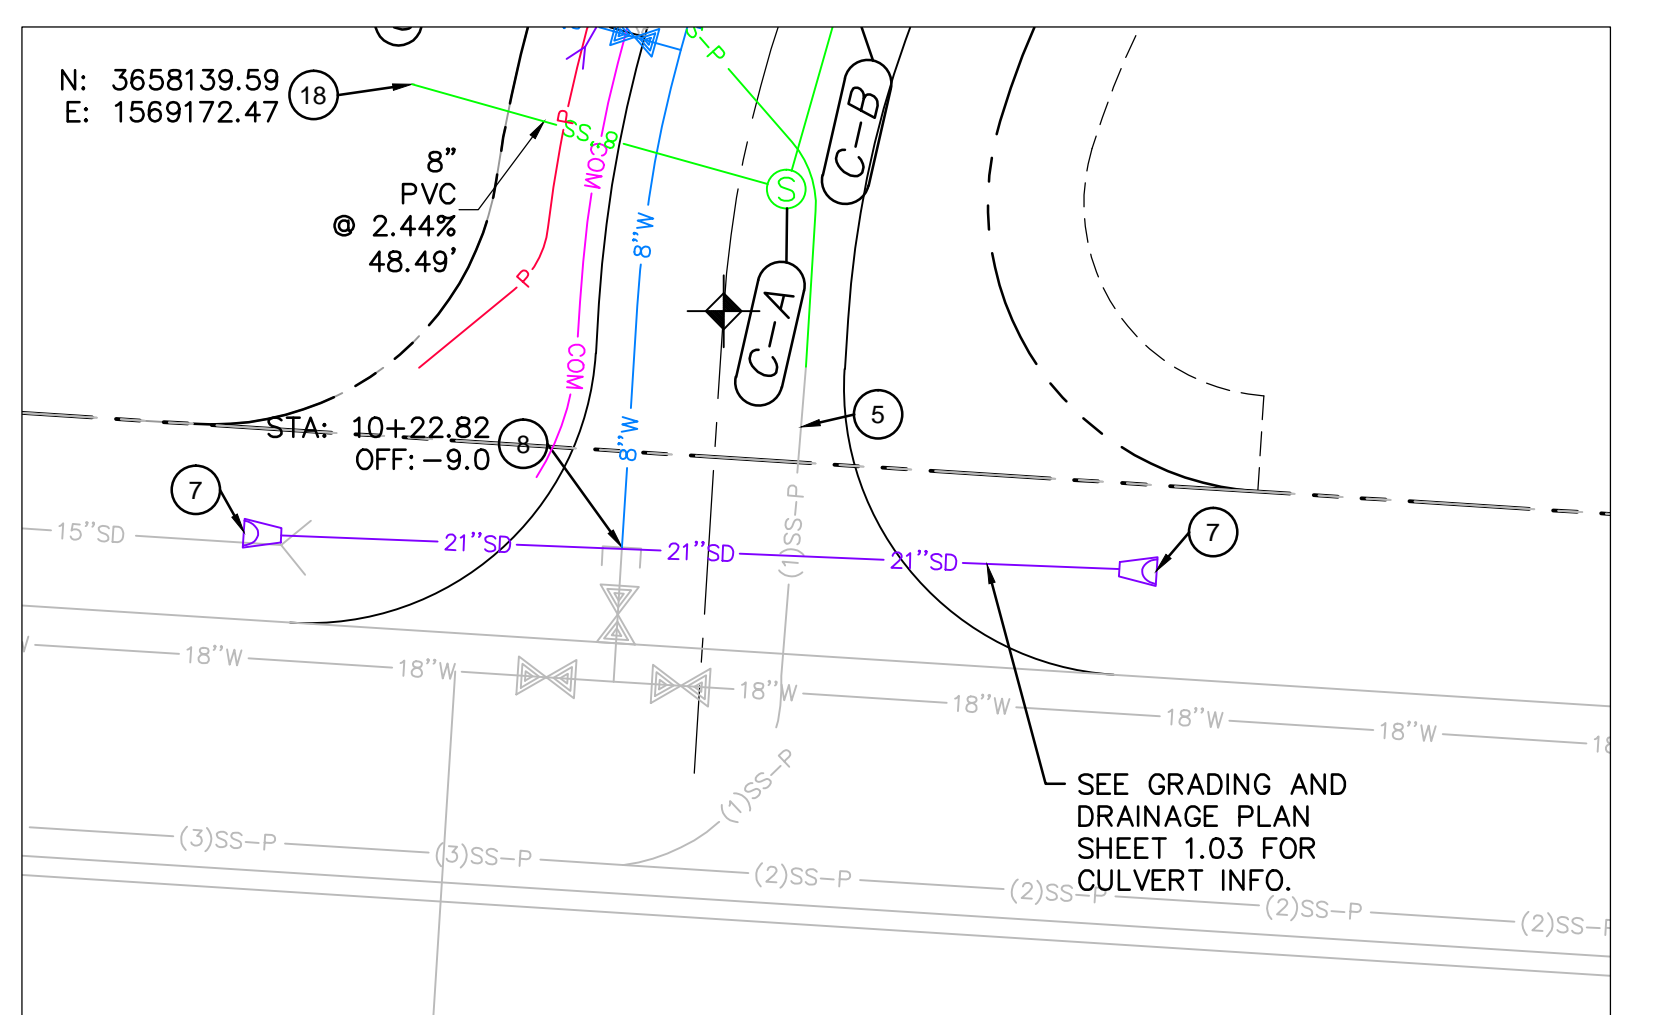 N: 3658139.59
E: 1569172.47
18
SS-8
P
COM
S-P
C-B
8"
PVC
@ 2.44%
48.49'
S
8"W
P
C-A
COM
5
STA: 10+22.82
OFF:-9.0
8
8"W
7
7
15"SD
21"SD
21"SD
21"SD
(1)SS-P
W
18"W
18"W
18"W
18"W
18"W
18"W
18
(1)SS-P
SEE GRADING AND
DRAINAGE PLAN
SHEET 1.03 FOR
CULVERT INFO.
(3)SS-P
(3)SS-P
(2)SS-P
(2)SS-P
(2)SS-P
(2)SS-P